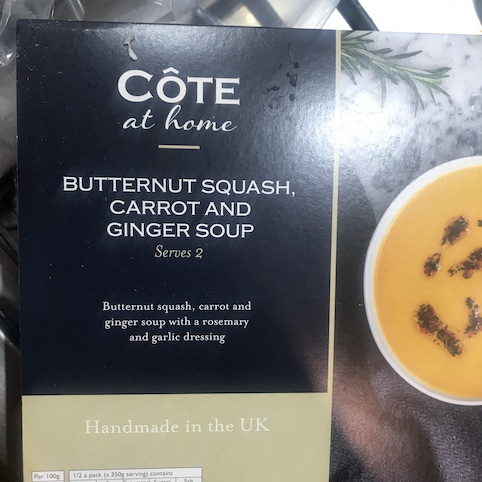 CÔTE
at home
BUTTERNUT SQUASH,
CARROT AND
GINGER SOUP
Serves 2
Butternut squash, carrot and
ginger soup with a rosemary
and garlic dressing
Handmade in the UK
Per 100g
1/2 a pack (≥ 350g serving) contains
Salt